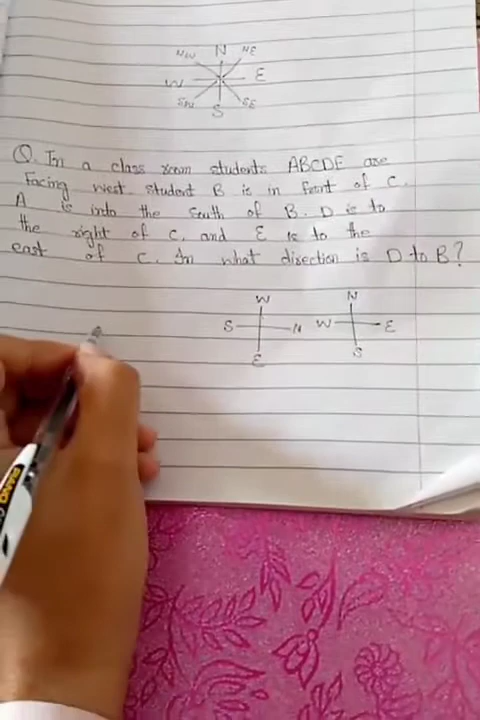 NW N NE
W E
SW S SE
Q. In a class room students ABCDE are
facing west. student B is in front of C.
A is into the South of B. D is to
the right of C, and E is to the
east of C. In what direction is D to B?
W N
S N W E
E S